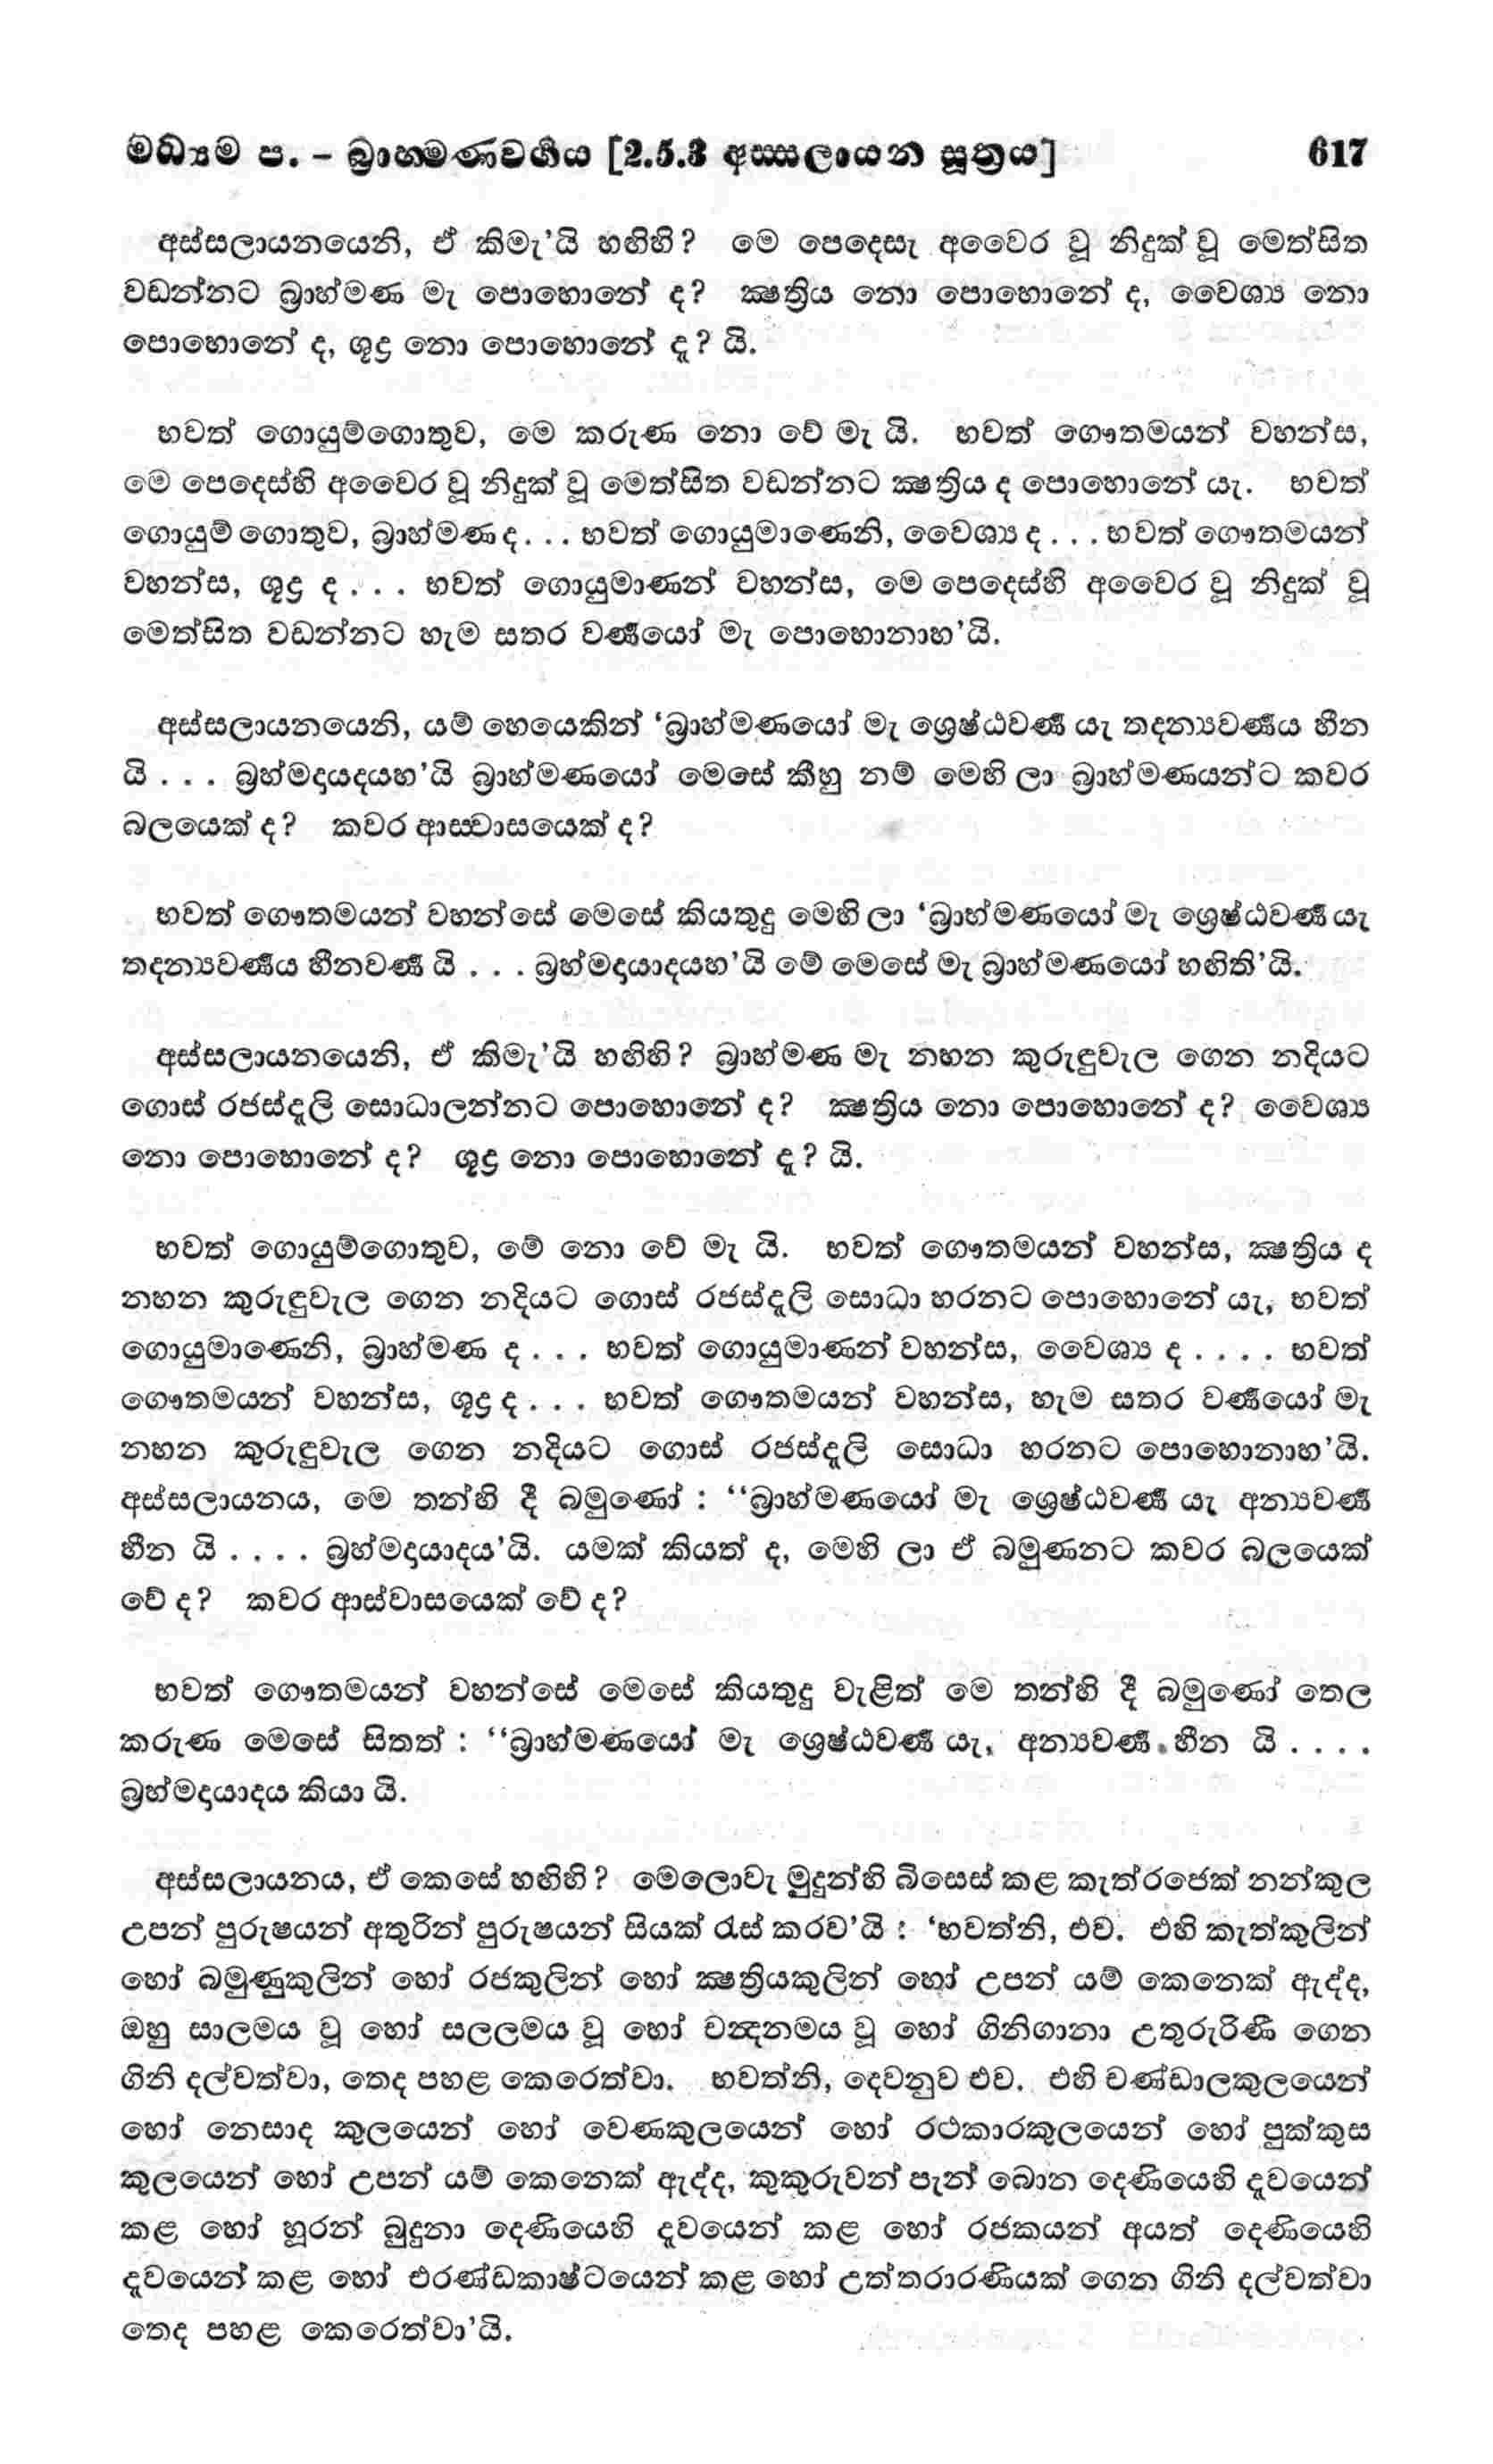 මධ්‍යම ප. – බ්‍රාහ්මණවර්ගය [2.5.3 අස්සලායන සූත්‍රය] 617
අස්සලායනයෙනි, ඒ කිමැ’යි හඟිහි? මෙ පෙදෙසැ අවෛර වූ නිදුක් වූ මෙත්සිත
වඩන්නට බ්‍රාහ්මණ මැ පොහොනේ ද? ක්‍ෂත්‍රිය නො පොහොනේ ද, වෛශ්‍ය නො
පොහොනේ ද, ශූද්‍ර නො පොහොනේ දැ? යි.
භවත් ගොයුම්ගොතුව, මෙ කරුණ නො වේ මැ යි. භවත් ගෞතමයන් වහන්ස,
මෙ පෙදෙස්හි අවෛර වූ නිදුක් වූ මෙත්සිත වඩන්නට ක්‍ෂත්‍රිය ද පොහොනේ යැ. භවත්
ගොයුම් ගොතුව, බ්‍රාහ්මණ ද . . . භවත් ගොයුමාණෙනි, වෛශ්‍ය ද . . . භවත් ගෞතමයන්
වහන්ස, ශූද්‍ර ද . . . භවත් ගොයුමාණන් වහන්ස, මෙ පෙදෙස්හි අවෛර වූ නිදුක් වූ
මෙත්සිත වඩන්නට හැම සතර වර්‍ණයෝ මැ පොහොනාහ’යි.
අස්සලායනයෙනි, යම් හෙයෙකින් ‘බ්‍රාහ්මණයෝ මැ ශ්‍රෙෂ්ඨවර්‍ණ යැ තදන්‍යවර්‍ණය හීන
යි . . . බ්‍රහ්මදායදයහ’යි බ්‍රාහ්මණයෝ මෙසේ කීහු නම් මෙහි ලා බ්‍රාහ්මණයන්ට කවර
බලයෙක් ද? කවර ආස්වාසයෙක් ද?
භවත් ගෞතමයන් වහන්සේ මෙසේ කියතුදු මෙහි ලා ‘බ්‍රාහ්මණයෝ මැ ශ්‍රෙෂ්ඨවර්‍ණ යැ
තදන්‍යවර්‍ණය හීනවර්‍ණ යි . . . බ්‍රහ්මදායාදයහ’යි මේ මෙසේ මැ බ්‍රාහ්මණයෝ හඟිති’යි.
අස්සලායනයෙනි, ඒ කිමැ’යි හඟිහි? බ්‍රාහ්මණ මැ නහන කුරුඳුවැල ගෙන නදියට
ගොස් රජස්දැලි සොධාලන්නට පොහොනේ ද? ක්‍ෂත්‍රිය නො පොහොනේ ද? වෛශ්‍ය
නො පොහොනේ ද? ශූද්‍ර නො පොහොනේ දැ? යි.
භවත් ගොයුම්ගොතුව, මේ නො වේ මැ යි. භවත් ගෞතමයන් වහන්ස, ක්‍ෂත්‍රිය ද
නහන කුරුඳුවැල ගෙන නදියට ගොස් රජස්දැලි සොධා හරනට පොහොනේ යැ, භවත්
ගොයුමාණෙනි, බ්‍රාහ්මණ ද . . . භවත් ගොයුමාණන් වහන්ස, වෛශ්‍ය ද . . . . භවත්
ගෞතමයන් වහන්ස, ශූද්‍ර ද . . . භවත් ගෞතමයන් වහන්ස, හැම සතර වර්‍ණයෝ මැ
නහන කුරුඳුවැල ගෙන නදියට ගොස් රජස්දැලි සොධා හරනට පොහොනාහ’යි.
අස්සලායනය, මෙ තන්හි දී බමුණෝ : “බ්‍රාහ්මණයෝ මැ ශ්‍රෙෂ්ඨවර්‍ණ යැ අන්‍යවර්‍ණ
හීන යි . . . . බ්‍රහ්මදායාදය’යි. යමක් කියත් ද, මෙහි ලා ඒ බමුණනට කවර බලයෙක්
වේ ද? කවර ආස්වාසයෙක් වේ ද?
භවත් ගෞතමයන් වහන්සේ මෙසේ කියතුදු වැළිත් මෙ තන්හි දී බමුණෝ තෙල
කරුණ මෙසේ සිතත් : “බ්‍රාහ්මණයෝ මැ ශ්‍රෙෂ්ඨවර්‍ණ යැ, අන්‍යවර්‍ණ හීන යි . . . .
බ්‍රහ්මදායාදය කියා යි.
අස්සලායනය, ඒ කෙසේ හඟිහි? මෙලොවැ මුදුන්හි බිසෙස් කළ කැත්රජෙක් නන්කුල
උපන් පුරුෂයන් අතුරින් පුරුෂයන් සියක් රැස් කරව’යි : ‘භවත්නි, එව. එහි කැත්කුලින්
හෝ බමුණුකුලින් හෝ රජකුලින් හෝ ක්‍ෂත්‍රියකුලින් හෝ උපන් යම් කෙනෙක් ඇද්ද,
ඔහු සාලමය වූ හෝ සලලමය වූ හෝ චන්‍දනමය වූ හෝ ගිනිගානා උතුරුරිණී ගෙන
ගිනි දල්වත්වා, තෙද පහළ කෙරෙත්වා. භවත්නි, දෙවනුව එව. එහි චණ්ඩාලකුලයෙන්
හෝ නෙසාද කුලයෙන් හෝ වෙණකුලයෙන් හෝ රථකාරකුලයෙන් හෝ පුක්කුස
කුලයෙන් හෝ උපන් යම් කෙනෙක් ඇද්ද, කුකුරුවන් පැන් බොන දෙණියෙහි දැවයෙන්
කළ හෝ හූරන් බුදුනා දෙණියෙහි දැවයෙන් කළ හෝ රජකයන් අයත් දෙණියෙහි
දැවයෙන් කළ හෝ එරණ්ඩකාෂ්ටයෙන් කළ හෝ උත්තරාරණියක් ගෙන ගිනි දල්වත්වා
තෙද පහළ කෙරෙත්වා’යි.